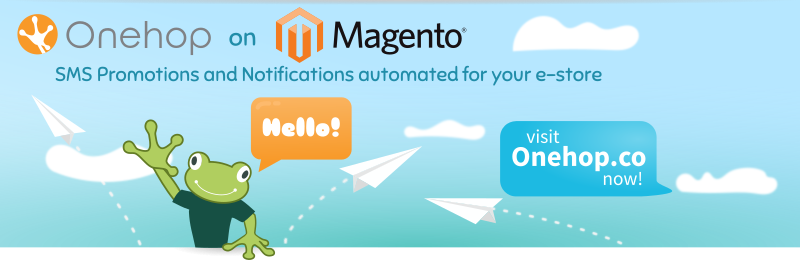 Onehop on Magento®
SMS Promotions and Notifications automated for your e-store
Hello!
visit
Onehop.co
now!